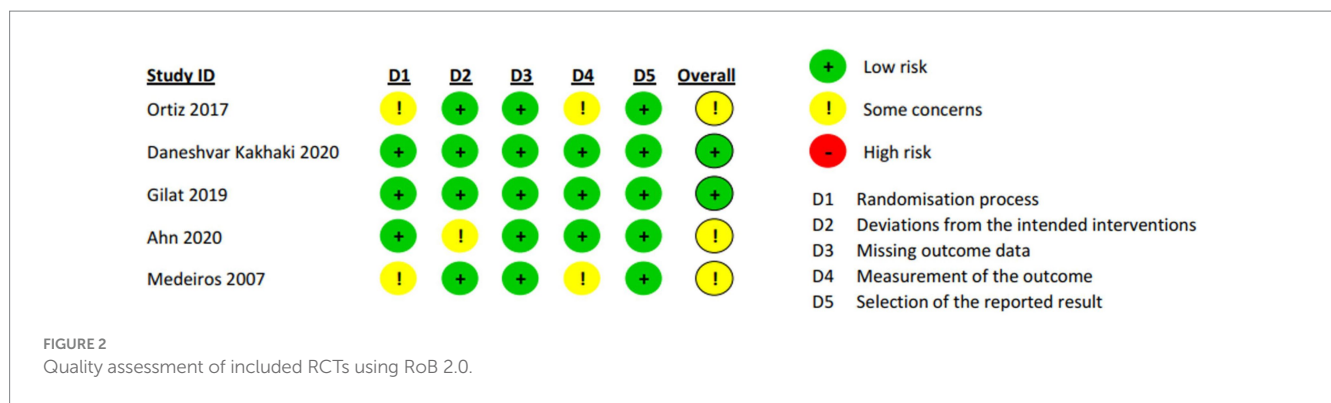 Study ID D1 D2 D3 D4 D5 Overall
Ortiz 2017 ! + + ! + !
Daneshvar Kakhaki 2020 + + + + + +
Gilat 2019 + + + + + +
Ahn 2020 + ! + + + !
Medeiros 2007 ! + + ! + !
+ Low risk
! Some concerns
- High risk
D1 Randomisation process
D2 Deviations from the intended interventions
D3 Missing outcome data
D4 Measurement of the outcome
D5 Selection of the reported result
FIGURE 2
Quality assessment of included RCTs using RoB 2.0.